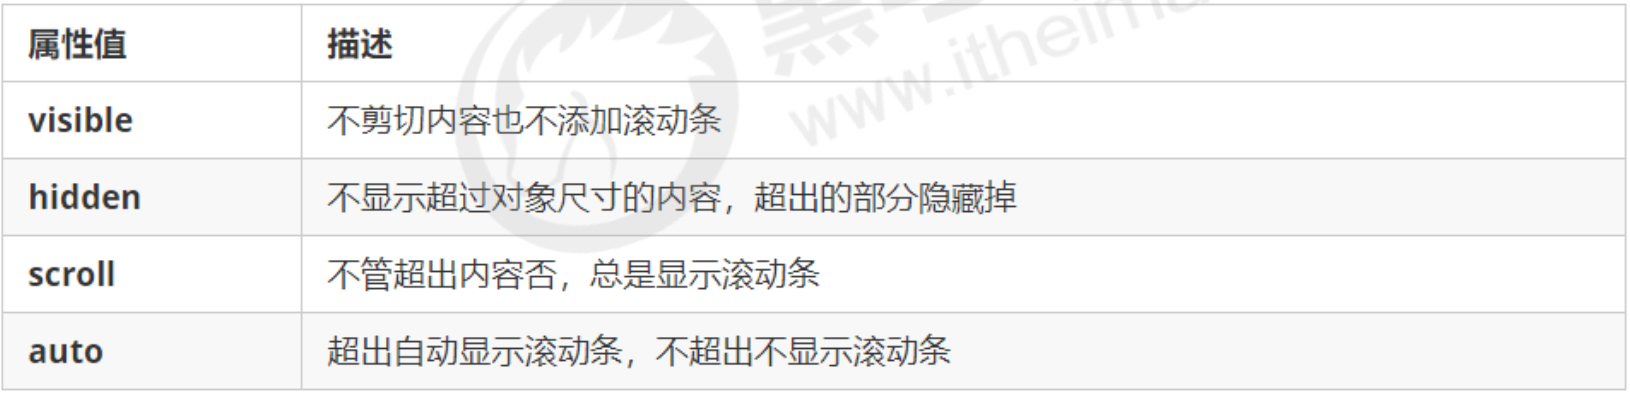 属性值 描述
visible 不剪切内容也不添加滚动条
hidden 不显示超过对象尺寸的内容，超出的部分隐藏掉
scroll 不管超出内容否，总是显示滚动条
auto 超出自动显示滚动条，不超出不显示滚动条
www.itheima